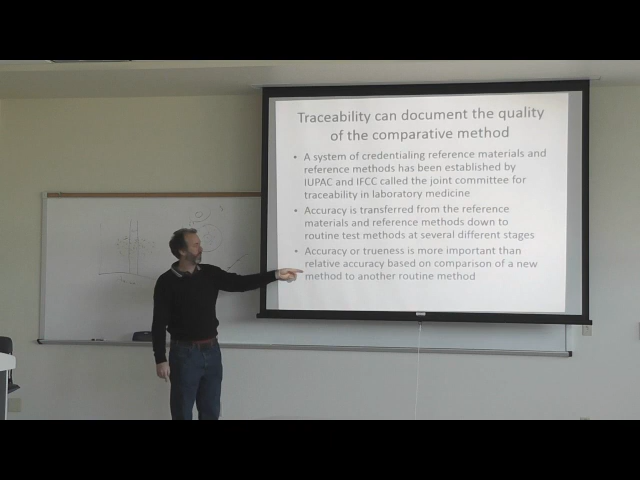 Traceability can document the quality
of the comparative method
• A system of credentialing reference materials and
reference methods has been established by
IUPAC and IFCC called the joint committee for
traceability in laboratory medicine
• Accuracy is transferred from the reference
materials and reference methods down to
routine test methods at several different stages
• Accuracy or trueness is more important than
relative accuracy based on comparison of a new
method to another routine method